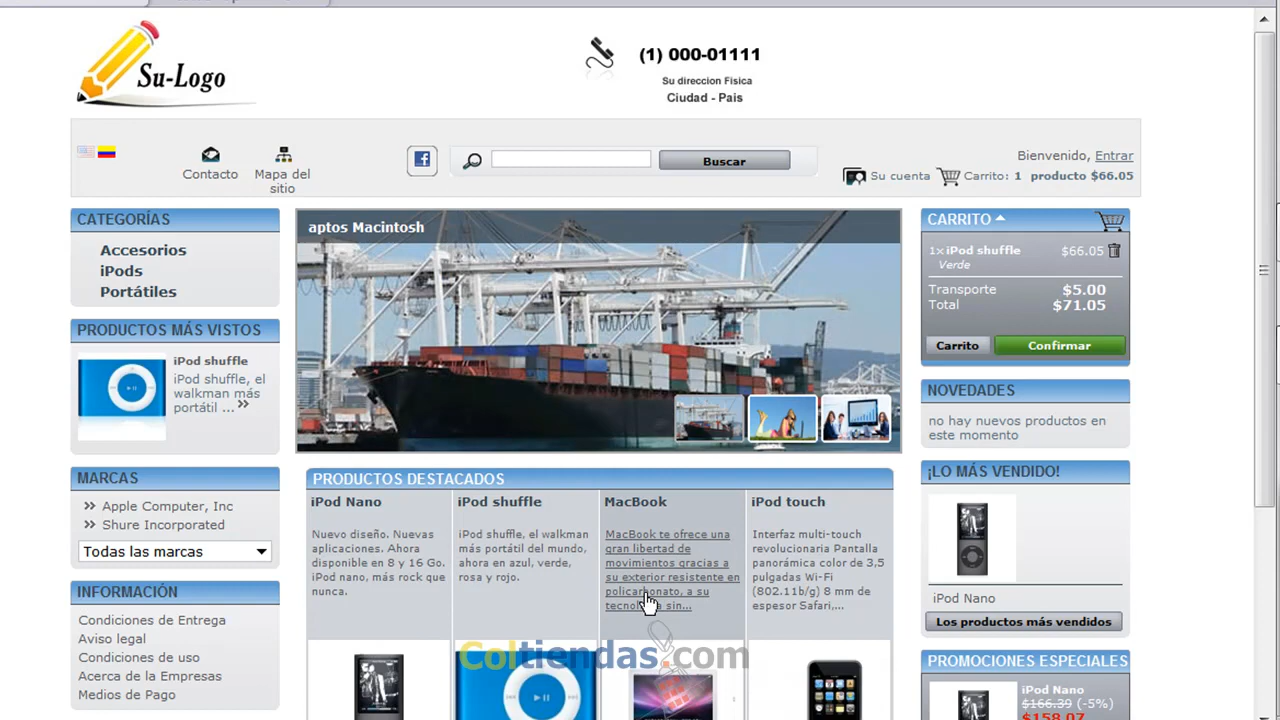 Su-Logo
(1) 000-01111
Su direccion Fisica
Ciudad - Pais
Contacto
Mapa del
sitio
Buscar
Bienvenido, Entrar
Su cuenta
Carrito: 1 producto $66.05
CATEGORÍAS
Accesorios
iPods
Portátiles
PRODUCTOS MÁS VISTOS
iPod shuffle
iPod shuffle, el
walkman más
portátil ...
MARCAS
Apple Computer, Inc
Shure Incorporated
Todas las marcas
INFORMACIÓN
Condiciones de Entrega
Aviso legal
Condiciones de uso
Acerca de la Empresas
Medios de Pago
aptos Macintosh
PRODUCTOS DESTACADOS
iPod Nano
Nuevo diseño. Nuevas
aplicaciones. Ahora
disponible en 8 y 16 Go.
iPod nano, más rock que
nunca.
iPod shuffle
iPod shuffle, el walkman
más portátil del mundo,
ahora en azul, verde,
rosa y rojo.
MacBook
MacBook te ofrece una
gran libertad de
movimientos gracias a
su exterior resistente en
policarbonato, a su
tecnología sin...
iPod touch
Interfaz multi-touch
revolucionaria Pantalla
panorámica color de 3,5
pulgadas Wi-Fi
(802.11b/g) 8 mm de
espesor Safari,...
Coltiendas.com
CARRITO
1x iPod shuffle $66.05
Verde
Transporte $5.00
Total $71.05
Carrito
Confirmar
NOVEDADES
no hay nuevos productos en
este momento
¡LO MÁS VENDIDO!
iPod Nano
Los productos más vendidos
PROMOCIONES ESPECIALES
iPod Nano
$166.39 (-5%)
$158.07